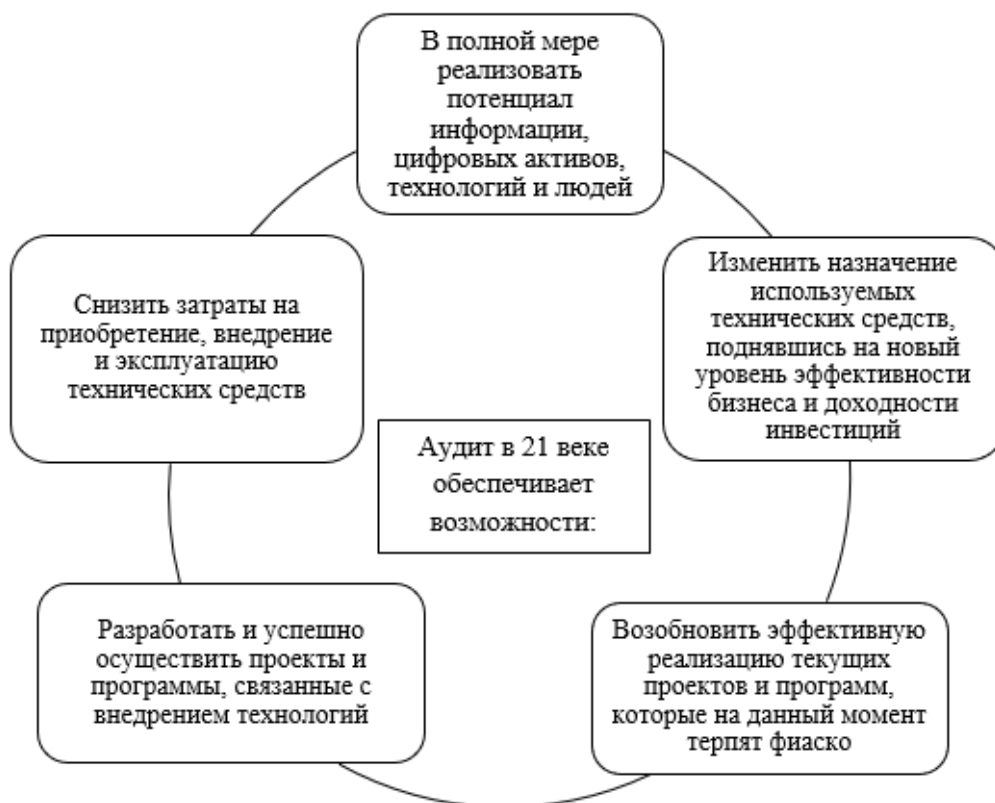 В полной мере
реализовать
потенциал
информации,
цифровых активов,
технологий и людей
Изменить назначение
используемых
технических средств,
поднявшись на новый
уровень эффективности
бизнеса и доходности
инвестиций
Возобновить эффективную
реализацию текущих
проектов и программ,
которые на данный момент
терпят фиаско
Разработать и успешно
осуществить проекты и
программы, связанные с
внедрением технологий
Снизить затраты на
приобретение, внедрение
и эксплуатацию
технических средств
Аудит в 21 веке
обеспечивает
возможности: